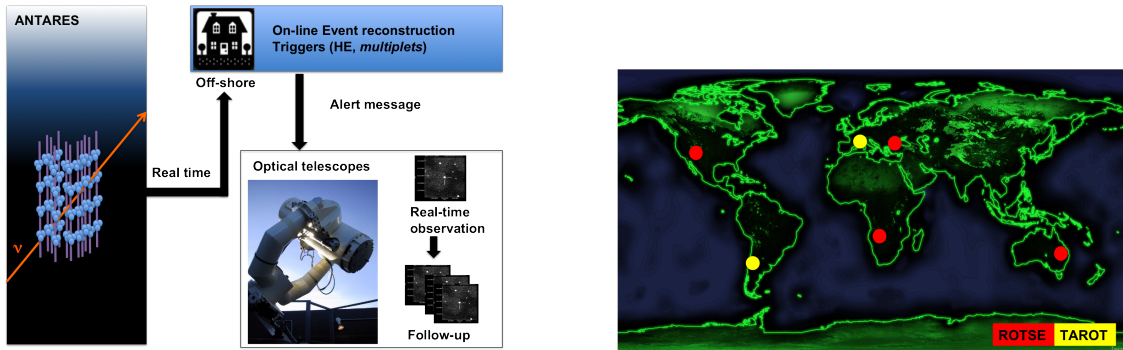 ANTARES
On-line Event reconstruction
Triggers (HE, multiplets)
Off-shore
Alert message
Real time
Optical telescopes
Real-time
observation
Follow-up
ν
ROTSE
TAROT